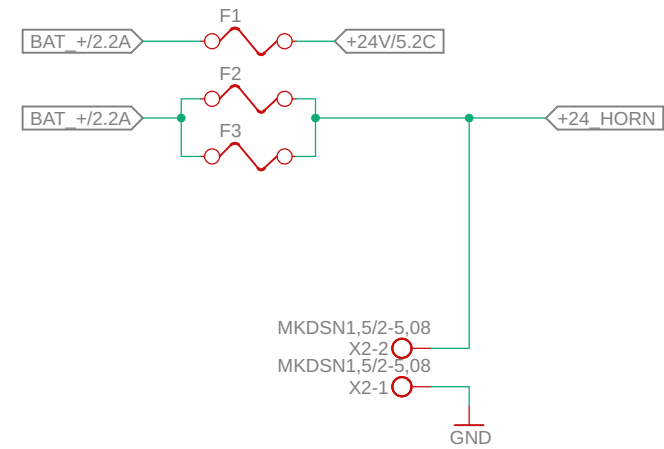 F1
BAT_+/2.2A
+24V/5.2C
F2
BAT_+/2.2A
+24_HORN
F3
MKDSN1,5/2-5,08
X2-2
MKDSN1,5/2-5,08
X2-1
GND